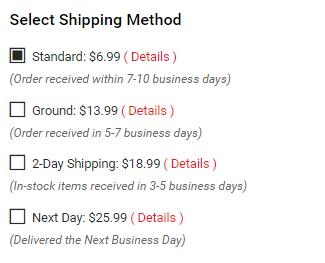 Select Shipping Method
Standard: $6.99 ( Details )
(Order received within 7-10 business days)
Ground: $13.99 ( Details )
(Order received in 5-7 business days)
2-Day Shipping: $18.99 ( Details )
(In-stock items received in 3-5 business days)
Next Day: $25.99 ( Details )
(Delivered the Next Business Day)